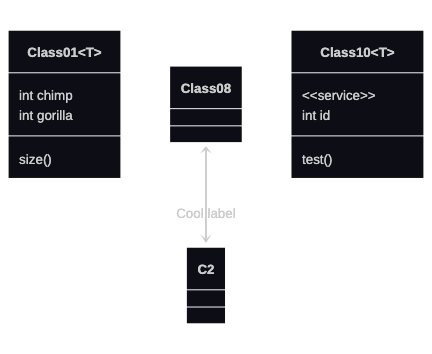 Class01<T>
int chimp
int gorilla
size()
Class08
Class10<T>
<<service>>
int id
test()
Cool label
C2